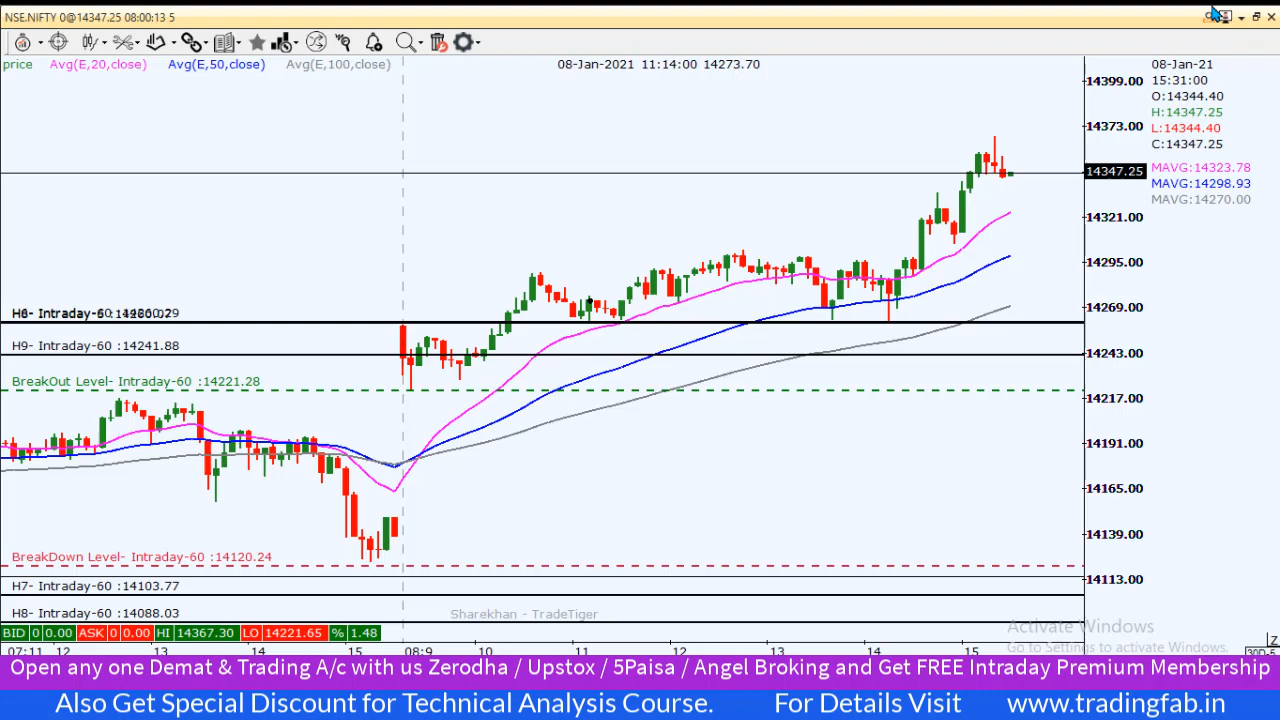 NSE.NIFTY 0@14347.25 08:00:13 5
price Avg(E,20,close) Avg(E,50,close) Avg(E,100,close) 08-Jan-2021 11:14:00 14273.70
08-Jan-21
15:31:00
O:14344.40
H:14347.25
L:14344.40
C:14347.25
MAVG:14323.78
MAVG:14298.93
MAVG:14270.00
14399.00
14373.00
14347.25
14321.00
14295.00
14269.00
14243.00
14217.00
14191.00
14165.00
14139.00
14113.00
H9- Intraday-60 :14241.88
BreakOut Level- Intraday-60 :14221.28
BreakDown Level- Intraday-60 :14120.24
H7- Intraday-60 :14103.77
H8- Intraday-60 :14088.03
Sharekhan - TradeTiger
BID 0 0.00 ASK 0 0.00 HI 14367.30 LO 14221.65 % 1.48
Activate Windows
Go to Settings to activate Windows.
07:11 12 13 14 15 08:9 10 11 12 13 14 15 30D-5
Open any one Demat & Trading A/c with us Zerodha / Upstox / 5Paisa / Angel Broking and Get FREE Intraday Premium Membership
Also Get Special Discount for Technical Analysis Course. For Details Visit www.tradingfab.in